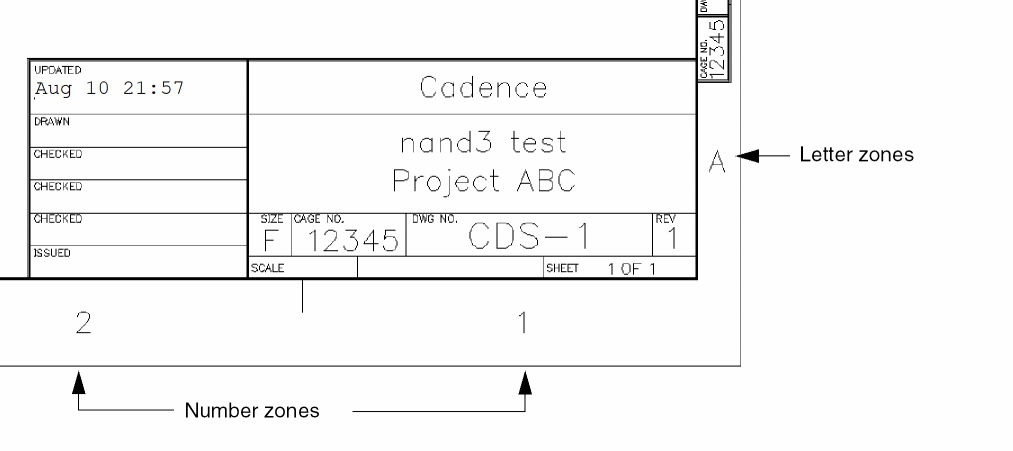 DW
CAGE NO.
12345
UPDATED
Aug 10 21:57
Cadence
DRAWN
nand3 test
CHECKED
Project ABC
CHECKED
CHECKED
SIZE CAGE NO. DWG NO. REV
F 12345 CDS-1 1
ISSUED
SCALE SHEET 1 OF 1
A Letter zones
2 1
Number zones